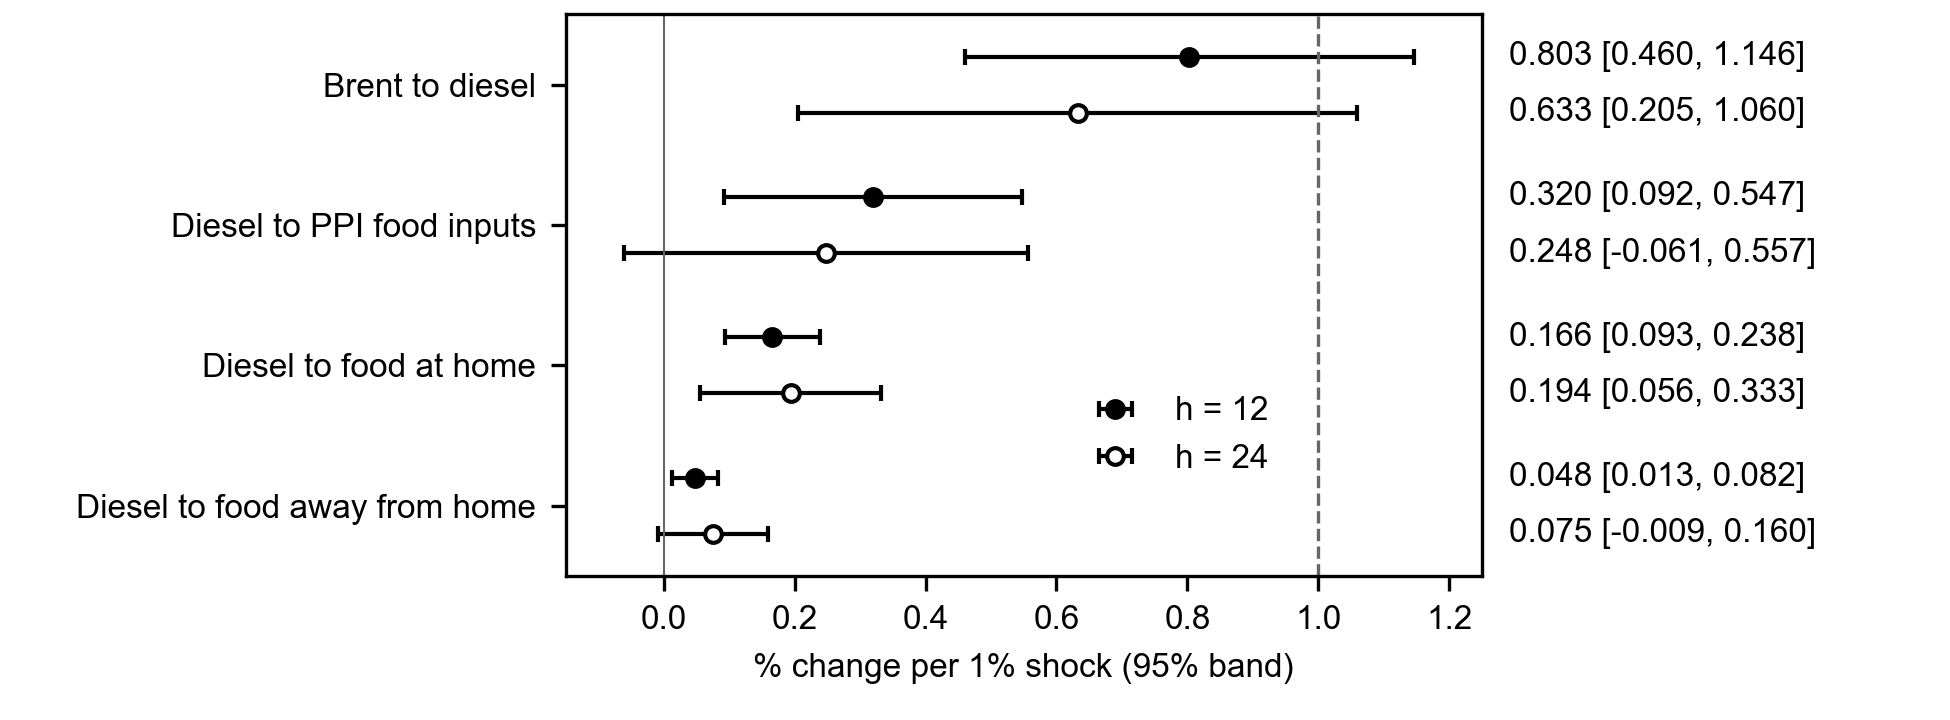 Brent to diesel
0.803 [0.460, 1.146]
0.633 [0.205, 1.060]
Diesel to PPI food inputs
0.320 [0.092, 0.547]
0.248 [-0.061, 0.557]
Diesel to food at home
0.166 [0.093, 0.238]
0.194 [0.056, 0.333]
h = 12
h = 24
Diesel to food away from home
0.048 [0.013, 0.082]
0.075 [-0.009, 0.160]
0.0 0.2 0.4 0.6 0.8 1.0 1.2
% change per 1% shock (95% band)